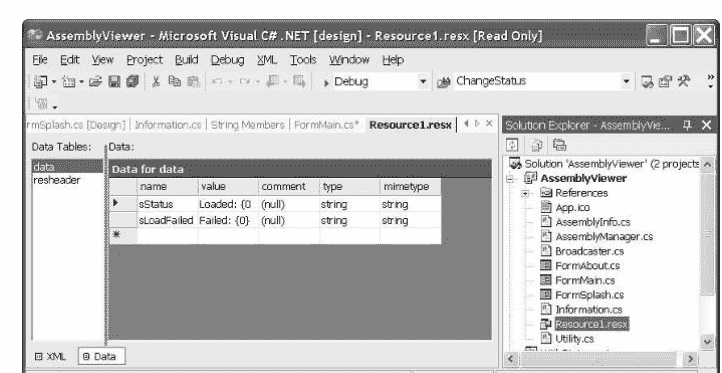 AssemblyViewer - Microsoft Visual C# .NET [design] - Resource1.resx [Read Only]
File Edit View Project Build Debug XML Tools Window Help
Debug ChangeStatus
rmSplash.cs [Design] Information.cs String Members FormMain.cs* Resource1.resx
Solution Explorer - AssemblyVie...
Data Tables: Data:
data
resheader
Data for data
name value comment type mimetype
sStatus Loaded: {0 (null) string string
sLoadFailed Failed: {0} (null) string string
XML Data
Solution 'AssemblyViewer' (2 projects
AssemblyViewer
References
App.ico
AssemblyInfo.cs
AssemblyManager.cs
Broadcaster.cs
FormAbout.cs
FormMain.cs
FormSplash.cs
Information.cs
Resource1.resx
Utility.cs